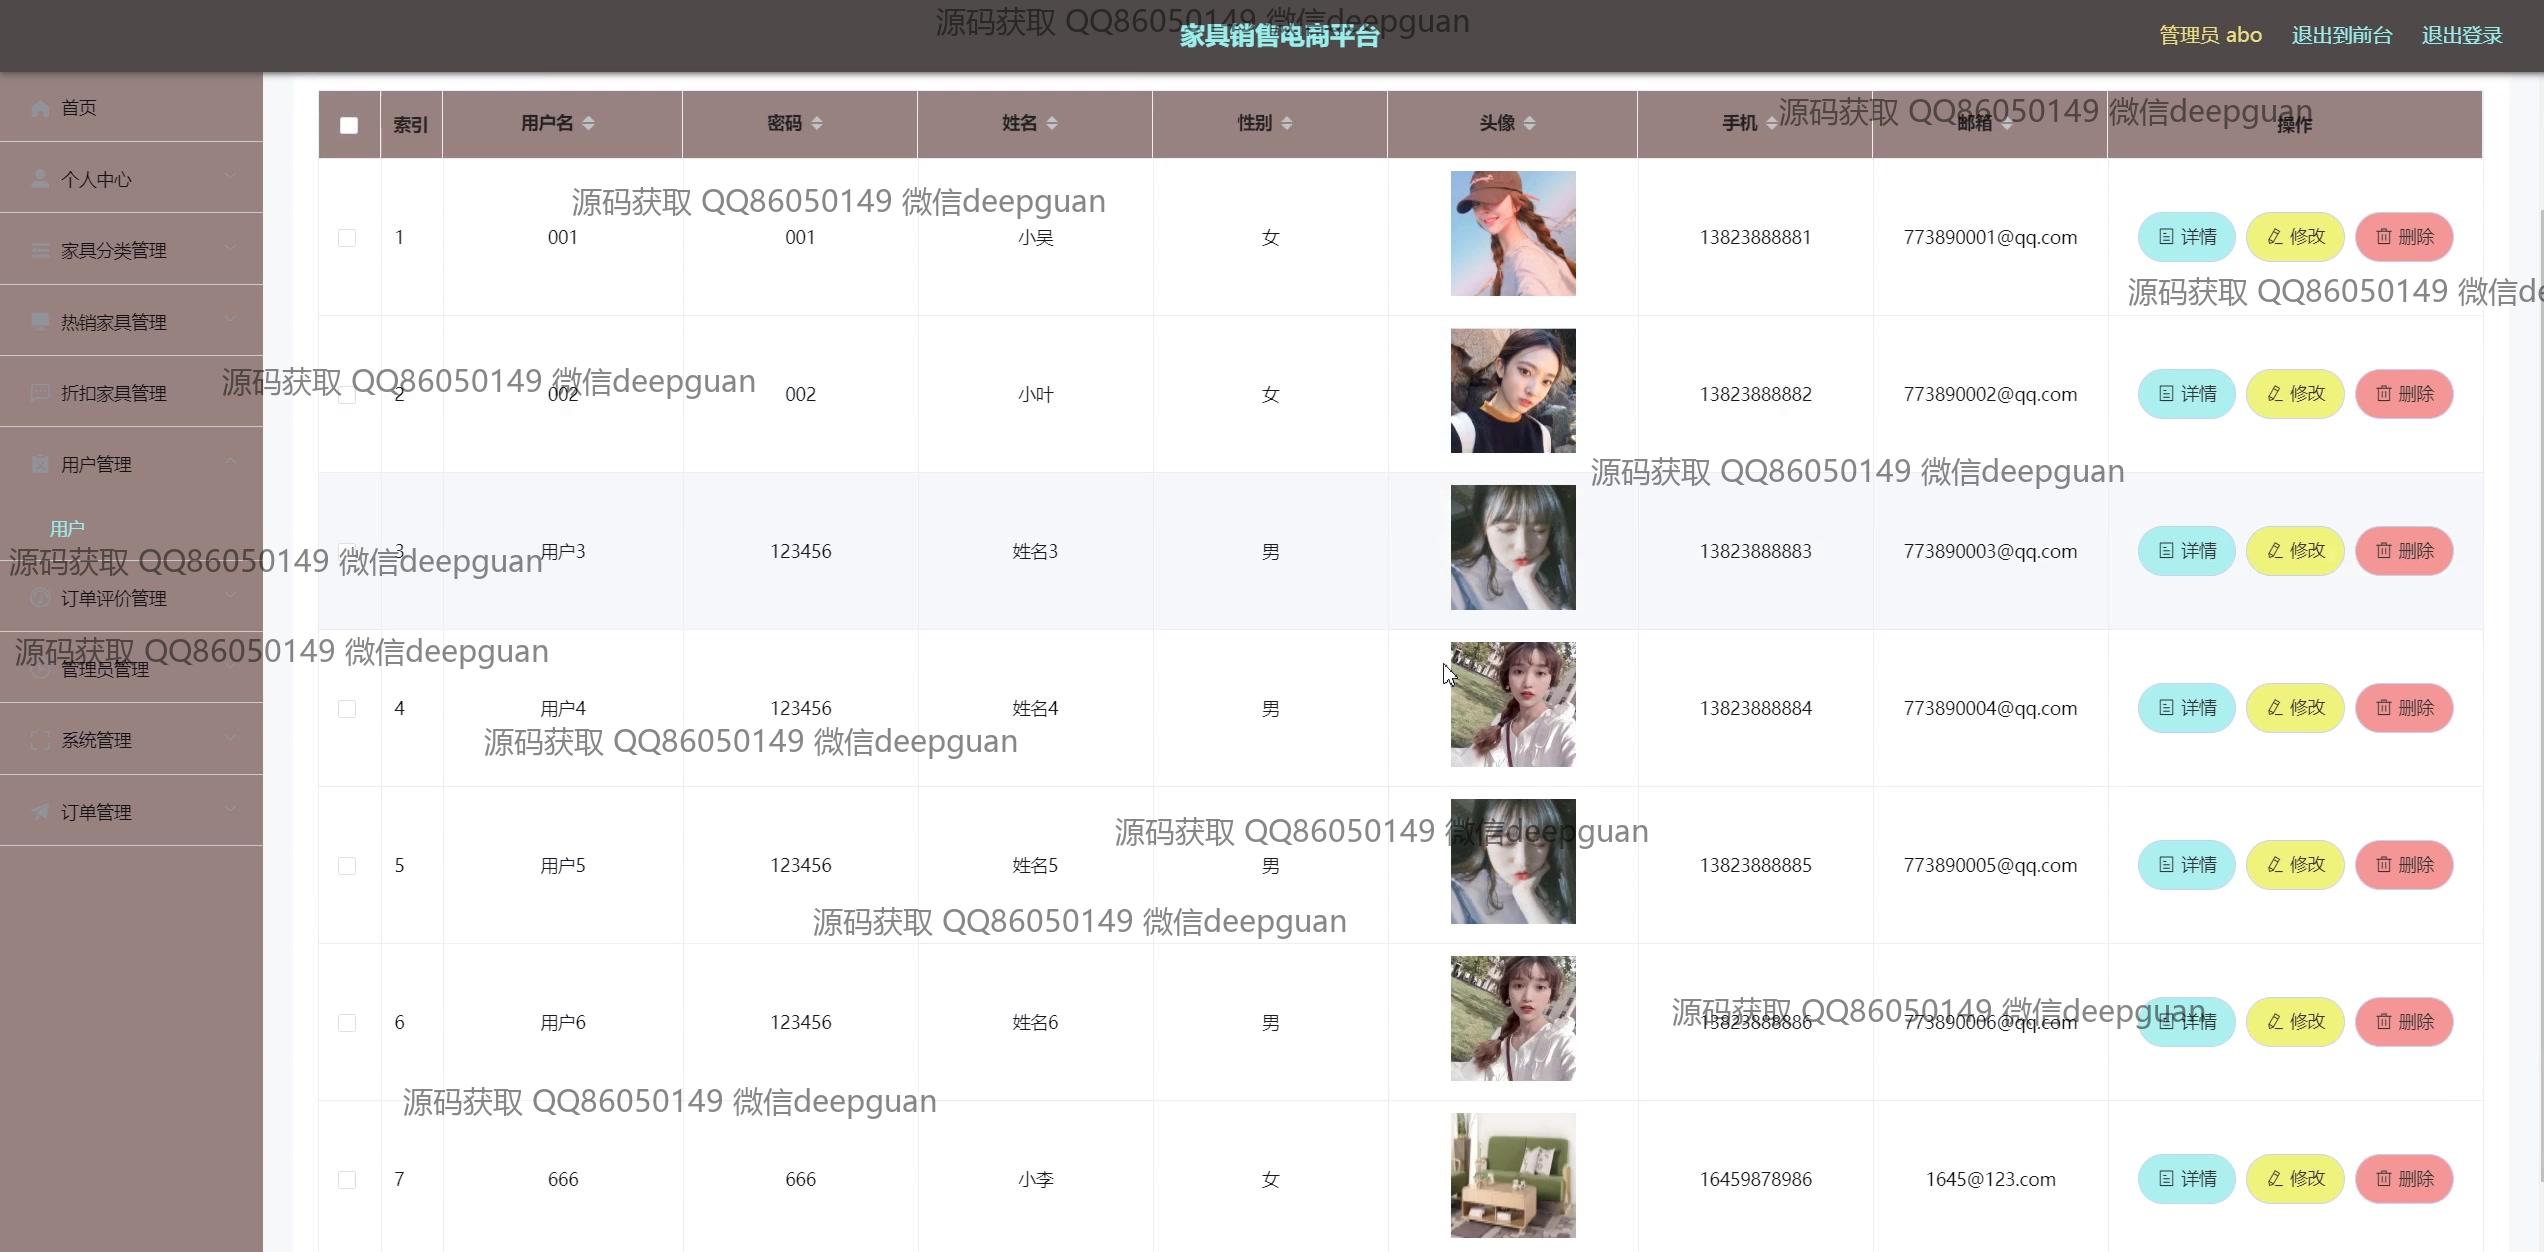 源码获取 QQ86050149 微信deepguan
家具销售电商平台
管理员 abo 退出到前台 退出登录
首页
个人中心
家具分类管理
热销家具管理
折扣家具管理
用户管理
用户
订单评价管理
管理员管理
系统管理
订单管理
索引 用户名 密码 姓名 性别 头像 手机 邮箱 操作
源码获取 QQ86050149 微信deepguan
源码获取 QQ86050149 微信deepguan
1 001 001 小吴 女 13823888881 773890001@qq.com 详情 修改 删除
源码获取 QQ86050149 微信de
源码获取 QQ86050149 微信deepguan
2 002 002 小叶 女 13823888882 773890002@qq.com 详情 修改 删除
源码获取 QQ86050149 微信deepguan
3 用户3 123456 姓名3 男 13823888883 773890003@qq.com 详情 修改 删除
源码获取 QQ86050149 微信deepguan
源码获取 QQ86050149 微信deepguan
4 用户4 123456 姓名4 男 13823888884 773890004@qq.com 详情 修改 删除
源码获取 QQ86050149 微信deepguan
源码获取 QQ86050149 微信deepguan
5 用户5 123456 姓名5 男 13823888885 773890005@qq.com 详情 修改 删除
源码获取 QQ86050149 微信deepguan
源码获取 QQ86050149 微信deepguan
6 用户6 123456 姓名6 男 13823888886 773890006@qq.com 详情 修改 删除
源码获取 QQ86050149 微信deepguan
7 666 666 小李 女 16459878986 1645@123.com 详情 修改 删除